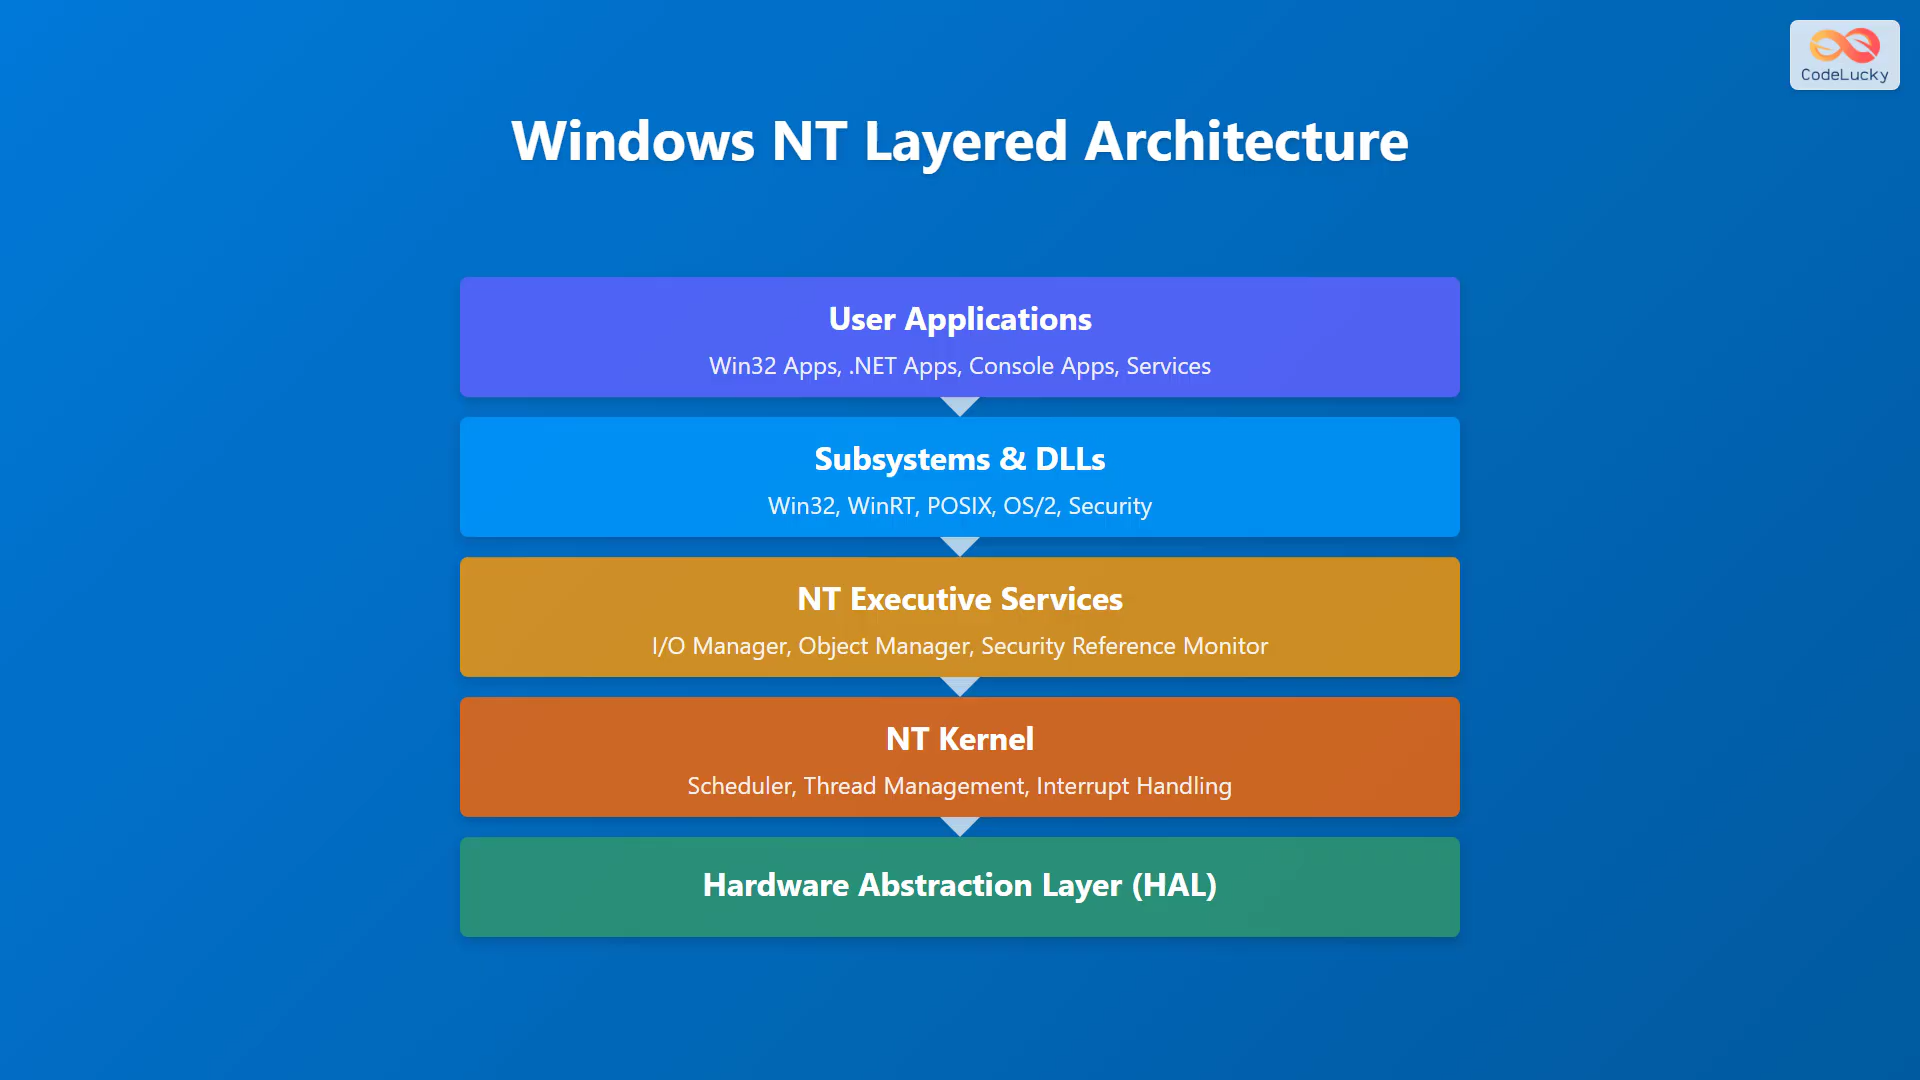 CodeLucky
Windows NT Layered Architecture
User Applications
Win32 Apps, .NET Apps, Console Apps, Services
Subsystems & DLLs
Win32, WinRT, POSIX, OS/2, Security
NT Executive Services
I/O Manager, Object Manager, Security Reference Monitor
NT Kernel
Scheduler, Thread Management, Interrupt Handling
Hardware Abstraction Layer (HAL)